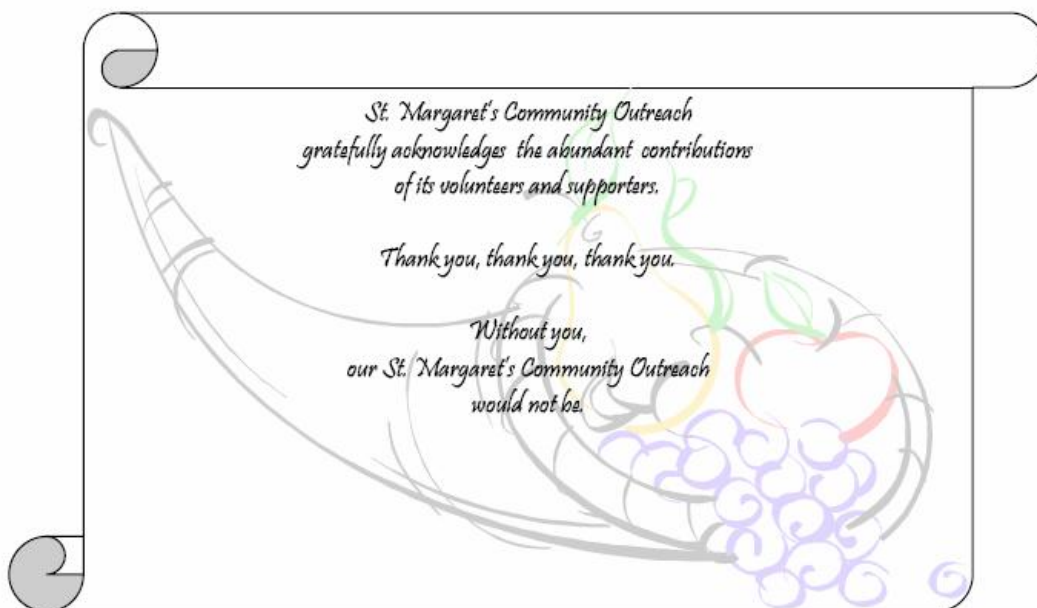 St. Margaret's Community Outreach
gratefully acknowledges the abundant contributions
of its volunteers and supporters.
Thank you, thank you, thank you.
Without you,
our St. Margaret's Community Outreach
would not be.